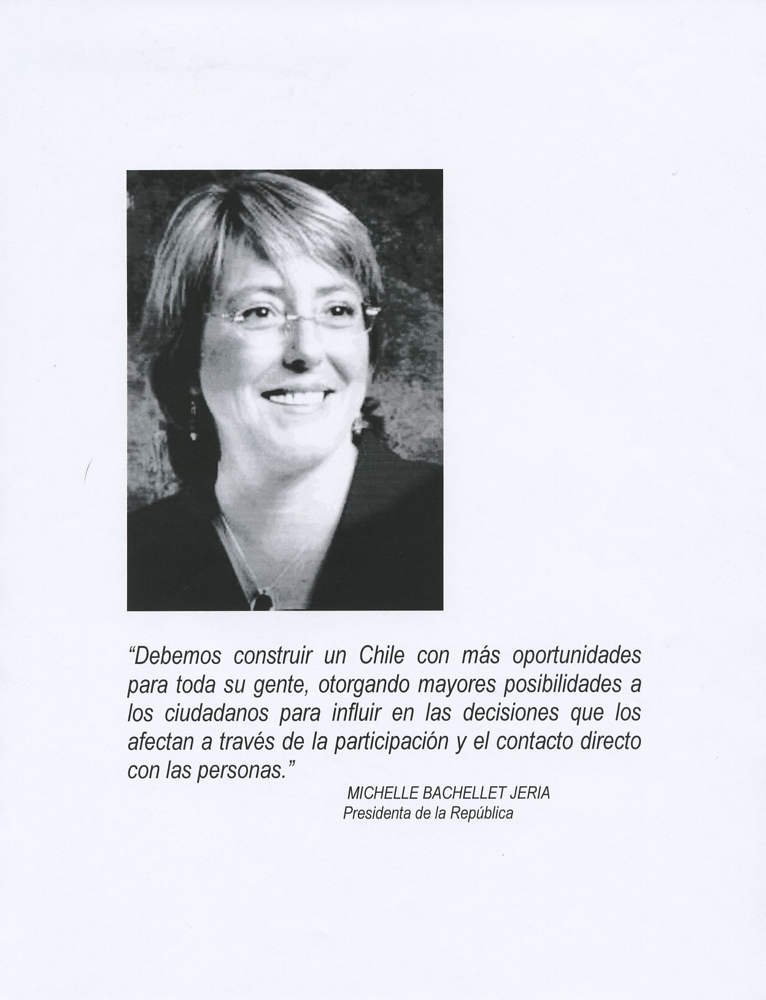 “Debemos construir un Chile con más oportunidades
para toda su gente, otorgando mayores posibilidades a
los ciudadanos para influir en las decisiones que los
afectan a través de la participación y el contacto directo
con las personas.”
MICHELLE BACHELLET JERIA
Presidenta de la República